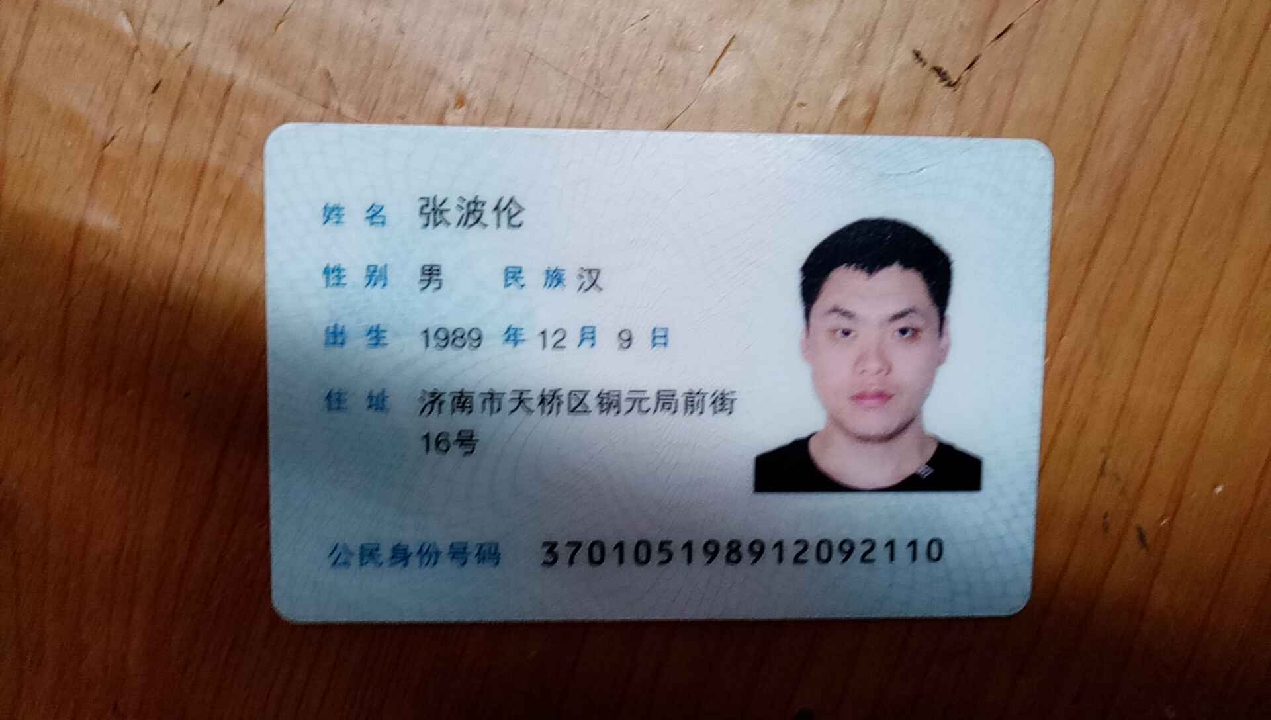 姓名 张波伦
性别 男 民族 汉
出生 1989 年 12 月 9 日
住址 济南市天桥区铜元局前街
16号
公民身份号码 370105198912092110